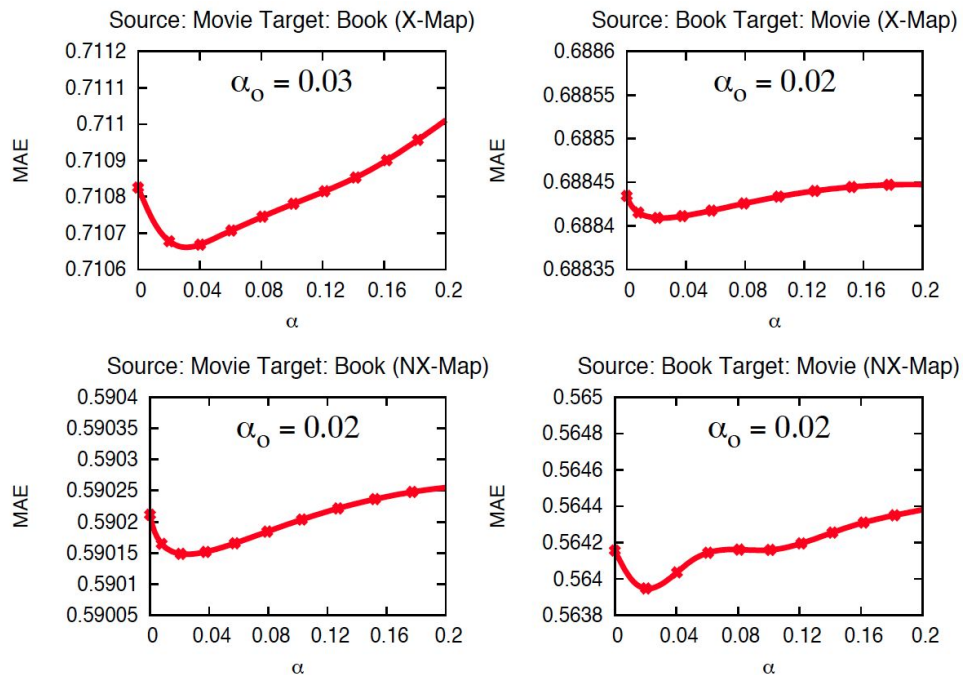 Source: Movie Target: Book (X-Map)
0.7112
0.7111
0.711
0.7109
0.7108
0.7107
0.7106
MAE
αo = 0.03
0 0.04 0.08 0.12 0.16 0.2
α
Source: Book Target: Movie (X-Map)
0.6886
0.68855
0.6885
0.68845
0.6884
0.68835
MAE
αo = 0.02
0 0.04 0.08 0.12 0.16 0.2
α
Source: Movie Target: Book (NX-Map)
0.5904
0.59035
0.5903
0.59025
0.5902
0.59015
0.5901
0.59005
MAE
αo = 0.02
0 0.04 0.08 0.12 0.16 0.2
α
Source: Book Target: Movie (NX-Map)
0.565
0.5648
0.5646
0.5644
0.5642
0.564
0.5638
MAE
αo = 0.02
0 0.04 0.08 0.12 0.16 0.2
α